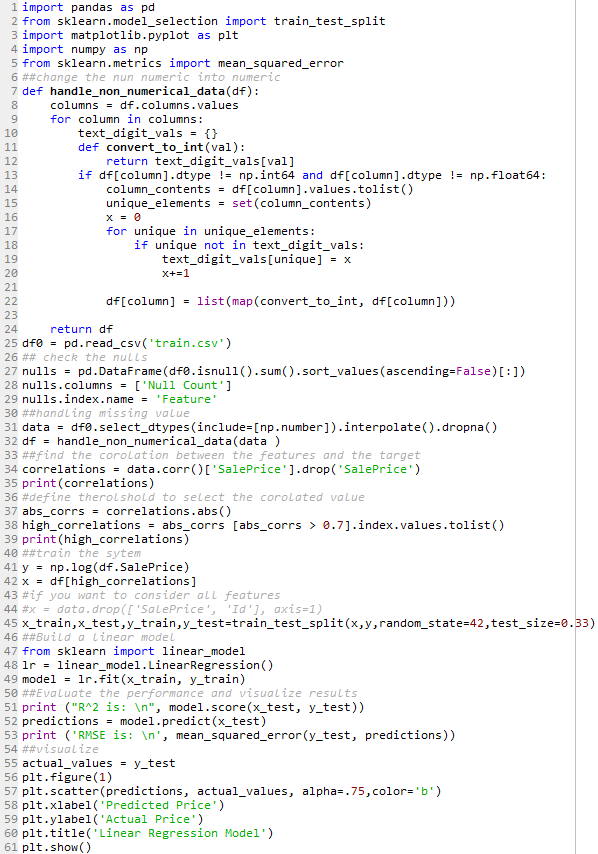 1 import pandas as pd
2 from sklearn.model_selection import train_test_split
3 import matplotlib.pyplot as plt
4 import numpy as np
5 from sklearn.metrics import mean_squared_error
6 ##change the nun numeric into numeric
7 def handle_non_numerical_data(df):
8     columns = df.columns.values
9     for column in columns:
10         text_digit_vals = {}
11         def convert_to_int(val):
12             return text_digit_vals[val]
13         if df[column].dtype != np.int64 and df[column].dtype != np.float64:
14             column_contents = df[column].values.tolist()
15             unique_elements = set(column_contents)
16             x = 0
17             for unique in unique_elements:
18                 if unique not in text_digit_vals:
19                     text_digit_vals[unique] = x
20                     x+=1
21
22             df[column] = list(map(convert_to_int, df[column]))
23
24     return df
25 df0 = pd.read_csv('train.csv')
26 ## check the nulls
27 nulls = pd.DataFrame(df0.isnull().sum().sort_values(ascending=False)[:])
28 nulls.columns = ['Null Count']
29 nulls.index.name = 'Feature'
30 ##handling missing value
31 data = df0.select_dtypes(include=[np.number]).interpolate().dropna()
32 df = handle_non_numerical_data(data )
33 ##find the corolation between the features and the target
34 correlations = data.corr()['SalePrice'].drop('SalePrice')
35 print(correlations)
36 #define therolshold to select the corolated value
37 abs_corrs = correlations.abs()
38 high_correlations = abs_corrs [abs_corrs > 0.7].index.values.tolist()
39 print(high_correlations)
40 ##train the sytem
41 y = np.log(df.SalePrice)
42 x = df[high_correlations]
43 #if you want to consider all features
44 #x = data.drop(['SalePrice', 'Id'], axis=1)
45 x_train,x_test,y_train,y_test=train_test_split(x,y,random_state=42,test_size=0.33)
46 ##Build a linear model
47 from sklearn import linear_model
48 lr = linear_model.LinearRegression()
49 model = lr.fit(x_train, y_train)
50 ##Evaluate the performance and visualize results
51 print ("R^2 is: \n", model.score(x_test, y_test))
52 predictions = model.predict(x_test)
53 print ('RMSE is: \n', mean_squared_error(y_test, predictions))
54 ##visualize
55 actual_values = y_test
56 plt.figure(1)
57 plt.scatter(predictions, actual_values, alpha=.75,color='b')
58 plt.xlabel('Predicted Price')
59 plt.ylabel('Actual Price')
60 plt.title('Linear Regression Model')
61 plt.show()